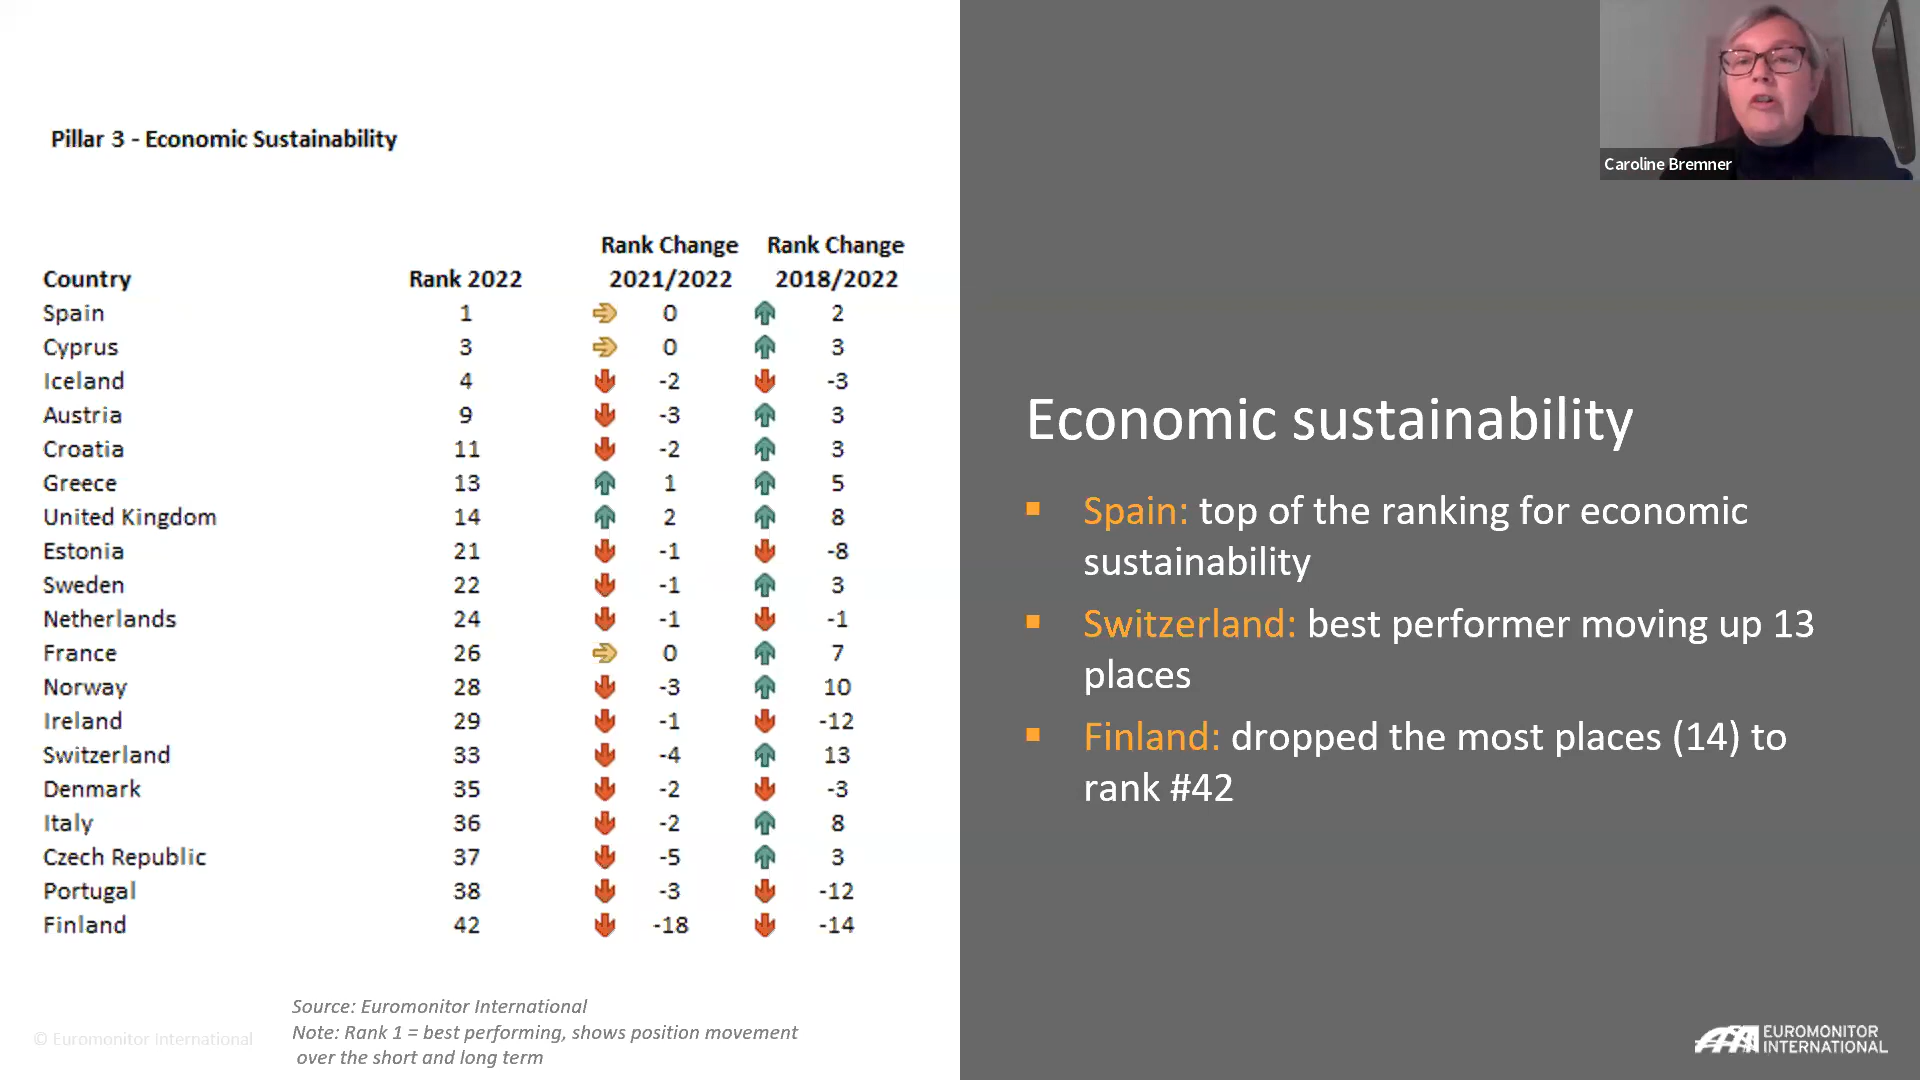 Pillar 3 - Economic Sustainability
Rank Change Rank Change
Country Rank 2022 2021/2022 2018/2022
Spain 1 0 2
Cyprus 3 0 3
Iceland 4 -2 -3
Austria 9 -3 3
Croatia 11 -2 3
Greece 13 1 5
United Kingdom 14 2 8
Estonia 21 -1 -8
Sweden 22 -1 3
Netherlands 24 -1 -1
France 26 0 7
Norway 28 -3 10
Ireland 29 -1 -12
Switzerland 33 -4 13
Denmark 35 -2 -3
Italy 36 -2 8
Czech Republic 37 -5 3
Portugal 38 -3 -12
Finland 42 -18 -14
Source: Euromonitor International
Note: Rank 1 = best performing, shows position movement
over the short and long term
© Euromonitor International
Caroline Bremner
Economic sustainability
Spain: top of the ranking for economic
sustainability
Switzerland: best performer moving up 13
places
Finland: dropped the most places (14) to
rank #42
EUROMONITOR
INTERNATIONAL